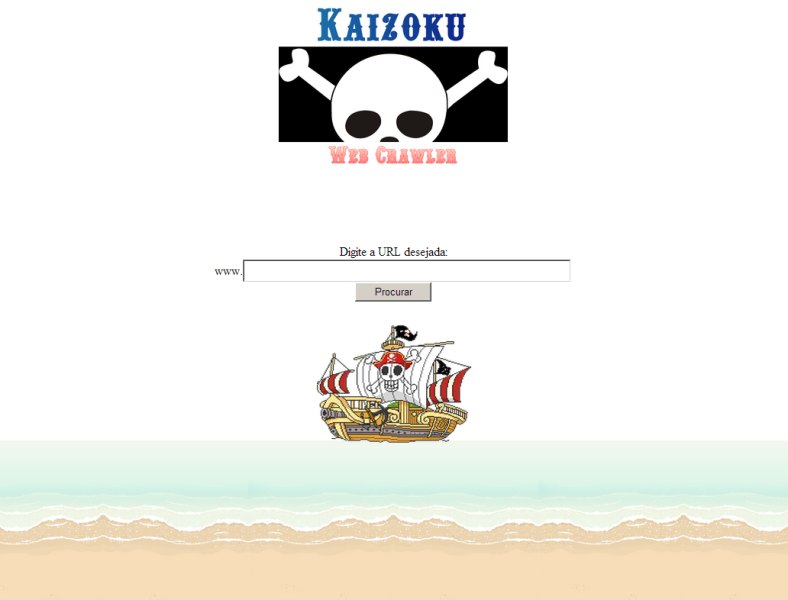 Kaizoku
Web Crawler
Digite a URL desejada:
www.
Procurar